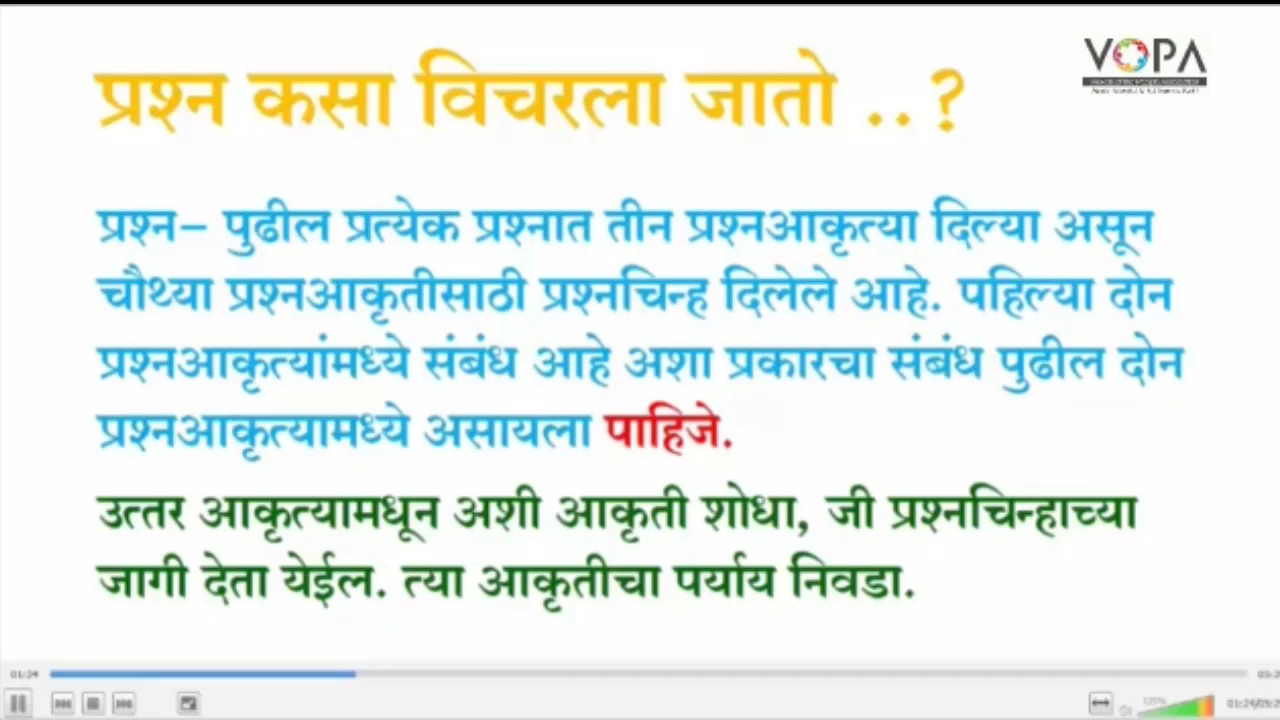 VOPA
प्रश्न कसा विचरला जातो ..?
प्रश्न– पुढील प्रत्येक प्रश्नात तीन प्रश्नआकृत्या दिल्या असून
चौथ्या प्रश्नआकृतीसाठी प्रश्नचिन्ह दिलेले आहे. पहिल्या दोन
प्रश्नआकृत्यांमध्ये संबंध आहे अशा प्रकारचा संबंध पुढील दोन
प्रश्नआकृत्यामध्ये असायला पाहिजे.
उत्तर आकृत्यामधून अशी आकृती शोधा, जी प्रश्नचिन्हाच्या
जागी देता येईल. त्या आकृतीचा पर्याय निवडा.
01:24